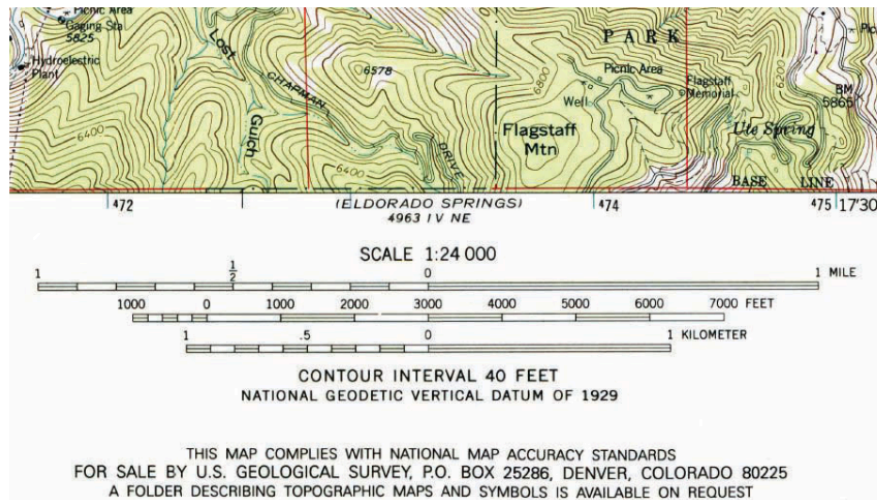 Picnic Area
Gaging Sta
5825
Hydroelectric
Plant
Lost
Gulch
6400
CHAPMAN
DRIVE
6578
6400
6800
PARK
Picnic Area
Well
Flagstaff
Memorial
Flagstaff
Mtn
6200
Ute Spring
BM
5865
Pic
BASE LINE
472
(ELDORADO SPRINGS)
4963 IV NE
474
475
17'30
SCALE 1:24 000
1 1/2 0 1 MILE
1000 0 1000 2000 3000 4000 5000 6000 7000 FEET
1 .5 0 1 KILOMETER
CONTOUR INTERVAL 40 FEET
NATIONAL GEODETIC VERTICAL DATUM OF 1929
THIS MAP COMPLIES WITH NATIONAL MAP ACCURACY STANDARDS
FOR SALE BY U.S. GEOLOGICAL SURVEY, P.O. BOX 25286, DENVER, COLORADO 80225
A FOLDER DESCRIBING TOPOGRAPHIC MAPS AND SYMBOLS IS AVAILABLE ON REQUEST